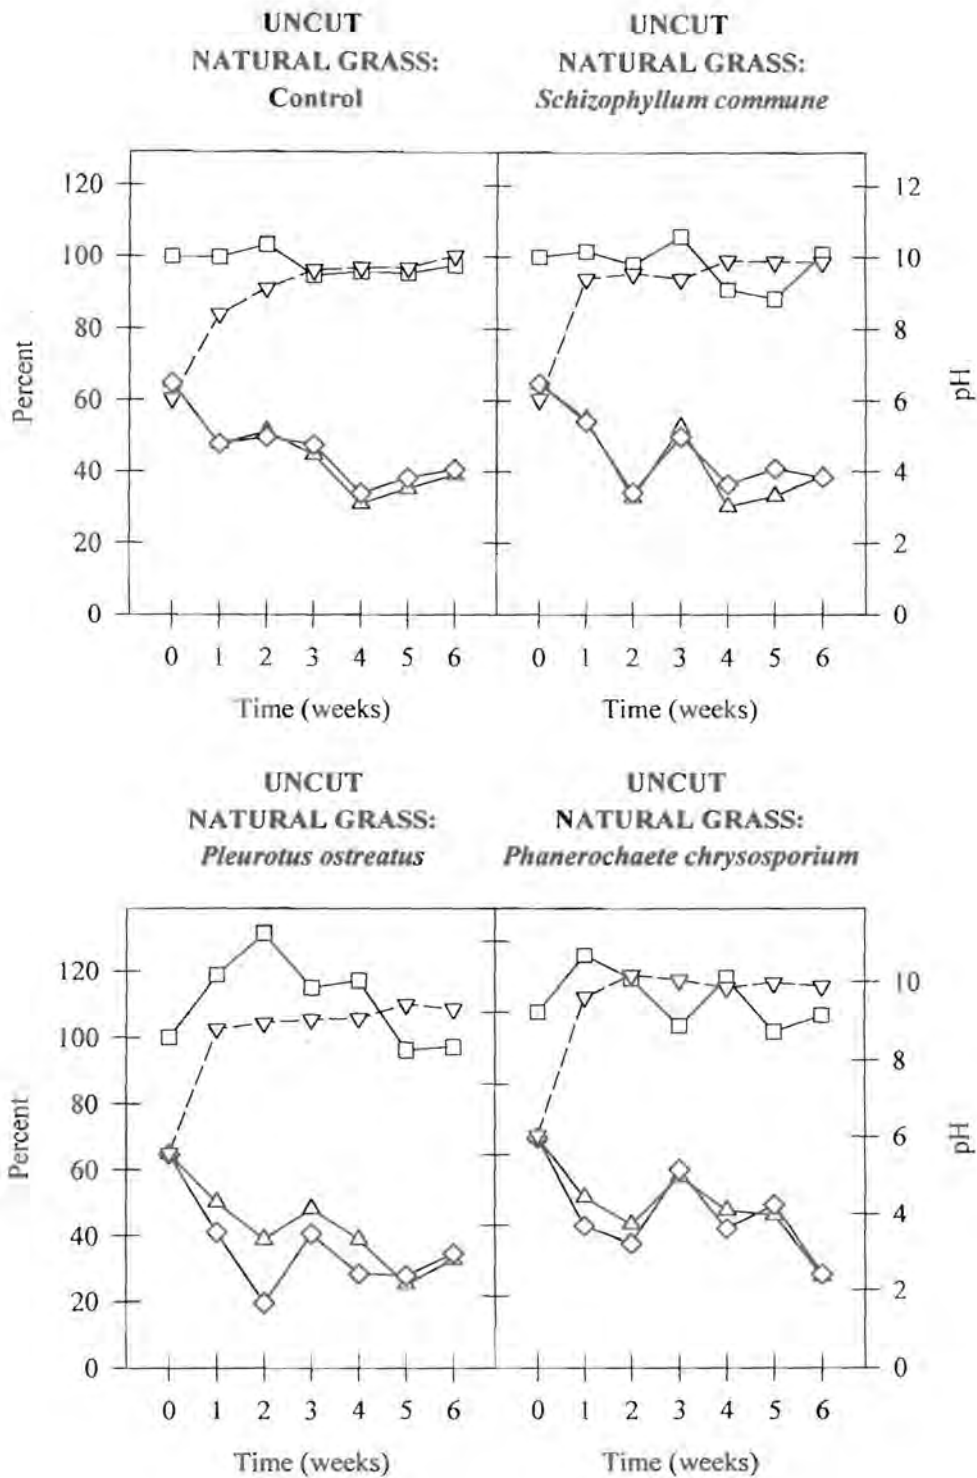 UNCUT
NATURAL GRASS:
Control
UNCUT
NATURAL GRASS:
Schizophyllum commune
120
100
80
60
40
20
0
Percent
12
10
8
6
4
2
0
pH
0 1 2 3 4 5 6
0 1 2 3 4 5 6
Time (weeks)
Time (weeks)
UNCUT
NATURAL GRASS:
Pleurotus ostreatus
UNCUT
NATURAL GRASS:
Phanerochaete chrysosporium
120
100
80
60
40
20
0
Percent
10
8
6
4
2
0
pH
0 1 2 3 4 5 6
0 1 2 3 4 5 6
Time (weeks)
Time (weeks)